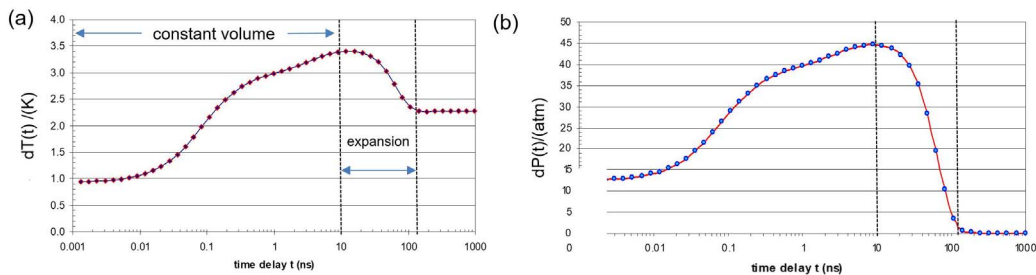 (a)
constant volume
expansion
dT(t) /(K)
4.0
3.5
3.0
2.5
2.0
1.5
1.0
0.5
0.0
0.001 0.01 0.1 1 10 100 1000
time delay t (ns)
(b)
dP(t)/(atm)
50
45
40
35
30
25
20
15
10
5
0
0.01 0.1 1 10 100 1000
time delay t (ns)